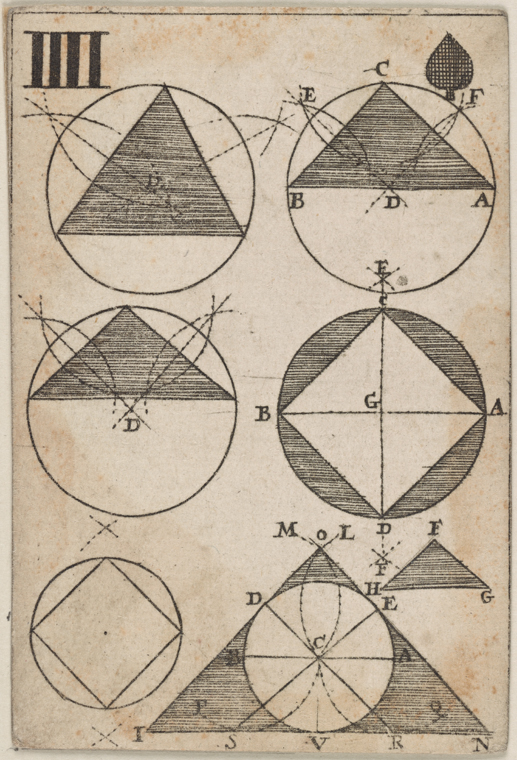 IIII
C
E F
D
B D A
E
c
B G A
D
D
M O L F
F
H G
D E
C
B A
P Q
T S V R N